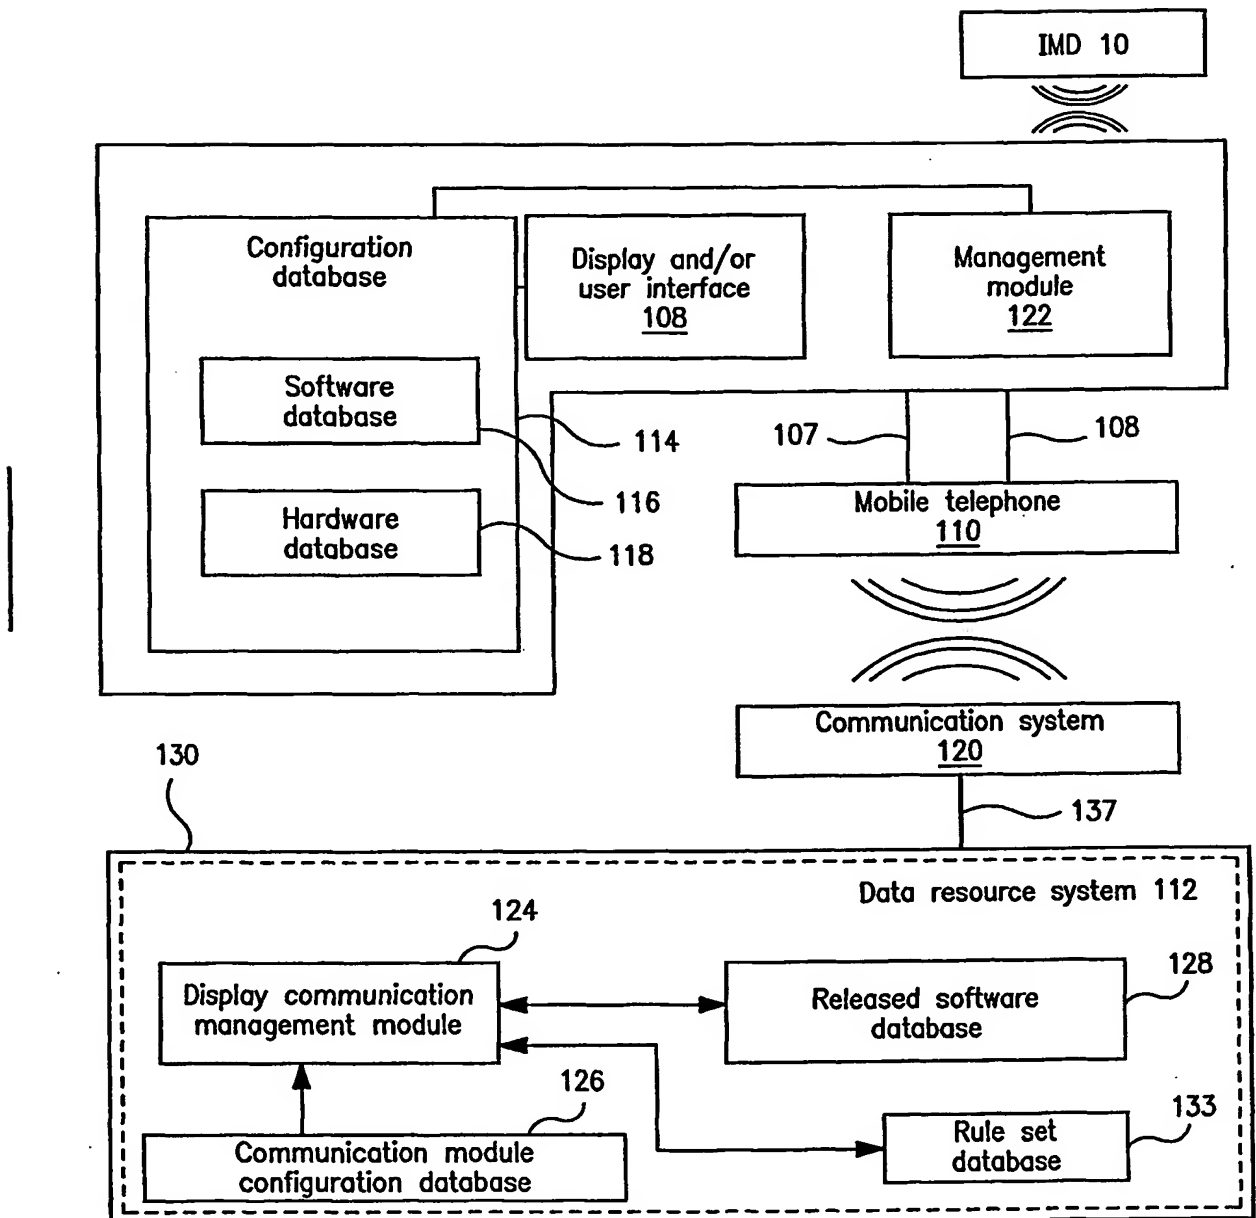 IMD 10
Configuration
database
Display and/or
user interface
108
Management
module
122
Software
database
114
107
108
116
Mobile telephone
110
Hardware
database
118
Communication system
120
130
137
Data resource system 112
124
128
Display communication
management module
Released software
database
126
133
Communication module
configuration database
Rule set
database